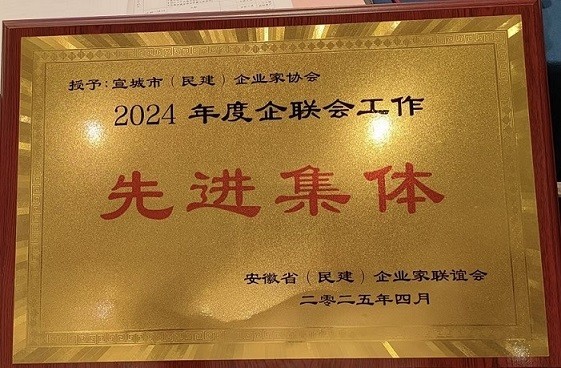 授予:宣城市（民建）企业家协会
2024 年度企联会工作
先进集体
安徽省（民建）企业家联谊会
二零二五年四月